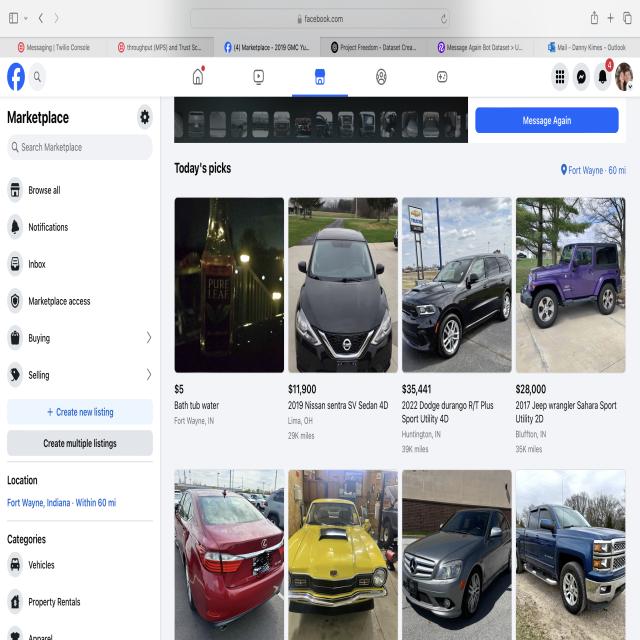 facebook.com
Messaging | Twilio Console
throughput (MPS) and Trust Sc...
(4) Marketplace - 2019 GMC Yu...
Project Freedom - Dataset Crea...
Message Again Bot Dataset > U...
Mail - Danny Kimes - Outlook
4
Marketplace
Search Marketplace
Browse all
Notifications
Inbox
Marketplace access
Buying
Selling
+ Create new listing
Create multiple listings
Location
Fort Wayne, Indiana · Within 60 mi
Categories
Vehicles
Property Rentals
Apparel
Message Again
Today's picks
Fort Wayne · 60 mi
PURE
LEAF
$5
Bath tub water
Fort Wayne, IN
$11,900
2019 Nissan sentra SV Sedan 4D
Lima, OH
29K miles
$35,441
2022 Dodge durango R/T Plus
Sport Utility 4D
Huntington, IN
39K miles
$28,000
2017 Jeep wrangler Sahara Sport
Utility 2D
Bluffton, IN
35K miles